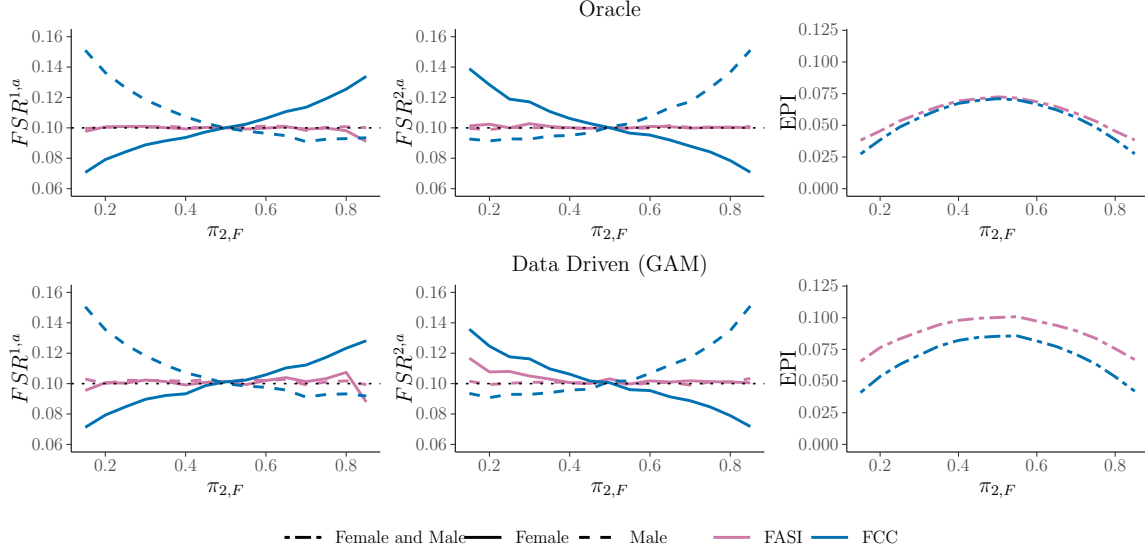 Oracle
0.16
0.14
0.12
0.10
0.08
0.06
FSR^{1,a}
0.2 0.4 0.6 0.8
π_{2,F}
0.16
0.14
0.12
0.10
0.08
0.06
FSR^{2,a}
0.2 0.4 0.6 0.8
π_{2,F}
0.125
0.100
0.075
0.050
0.025
0.000
EPI
0.2 0.4 0.6 0.8
π_{2,F}
Data Driven (GAM)
0.16
0.14
0.12
0.10
0.08
0.06
FSR^{1,a}
0.2 0.4 0.6 0.8
π_{2,F}
0.16
0.14
0.12
0.10
0.08
0.06
FSR^{2,a}
0.2 0.4 0.6 0.8
π_{2,F}
0.125
0.100
0.075
0.050
0.025
0.000
EPI
0.2 0.4 0.6 0.8
π_{2,F}
Female and Male Female Male FASI FCC